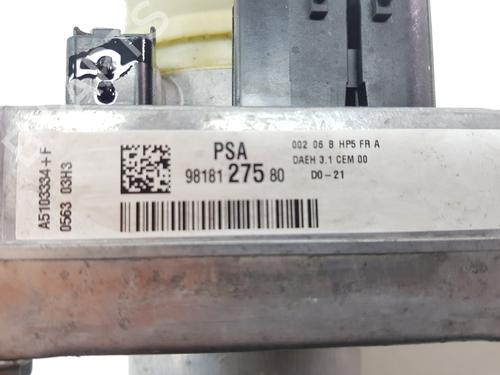 A5103334+F
0563 03H3
PSA
98181 275 80
002 06 B HP5 FR A
DAEH 3.1 CEM 00
D0-21